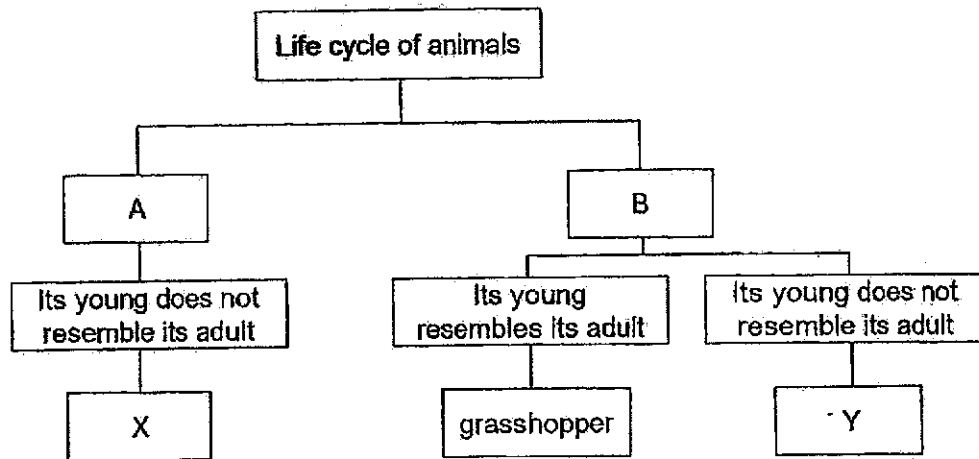 Life cycle of animals
A
B
Its young does not
resemble its adult
Its young
resembles its adult
Its young does not
resemble its adult
X
grasshopper
Y